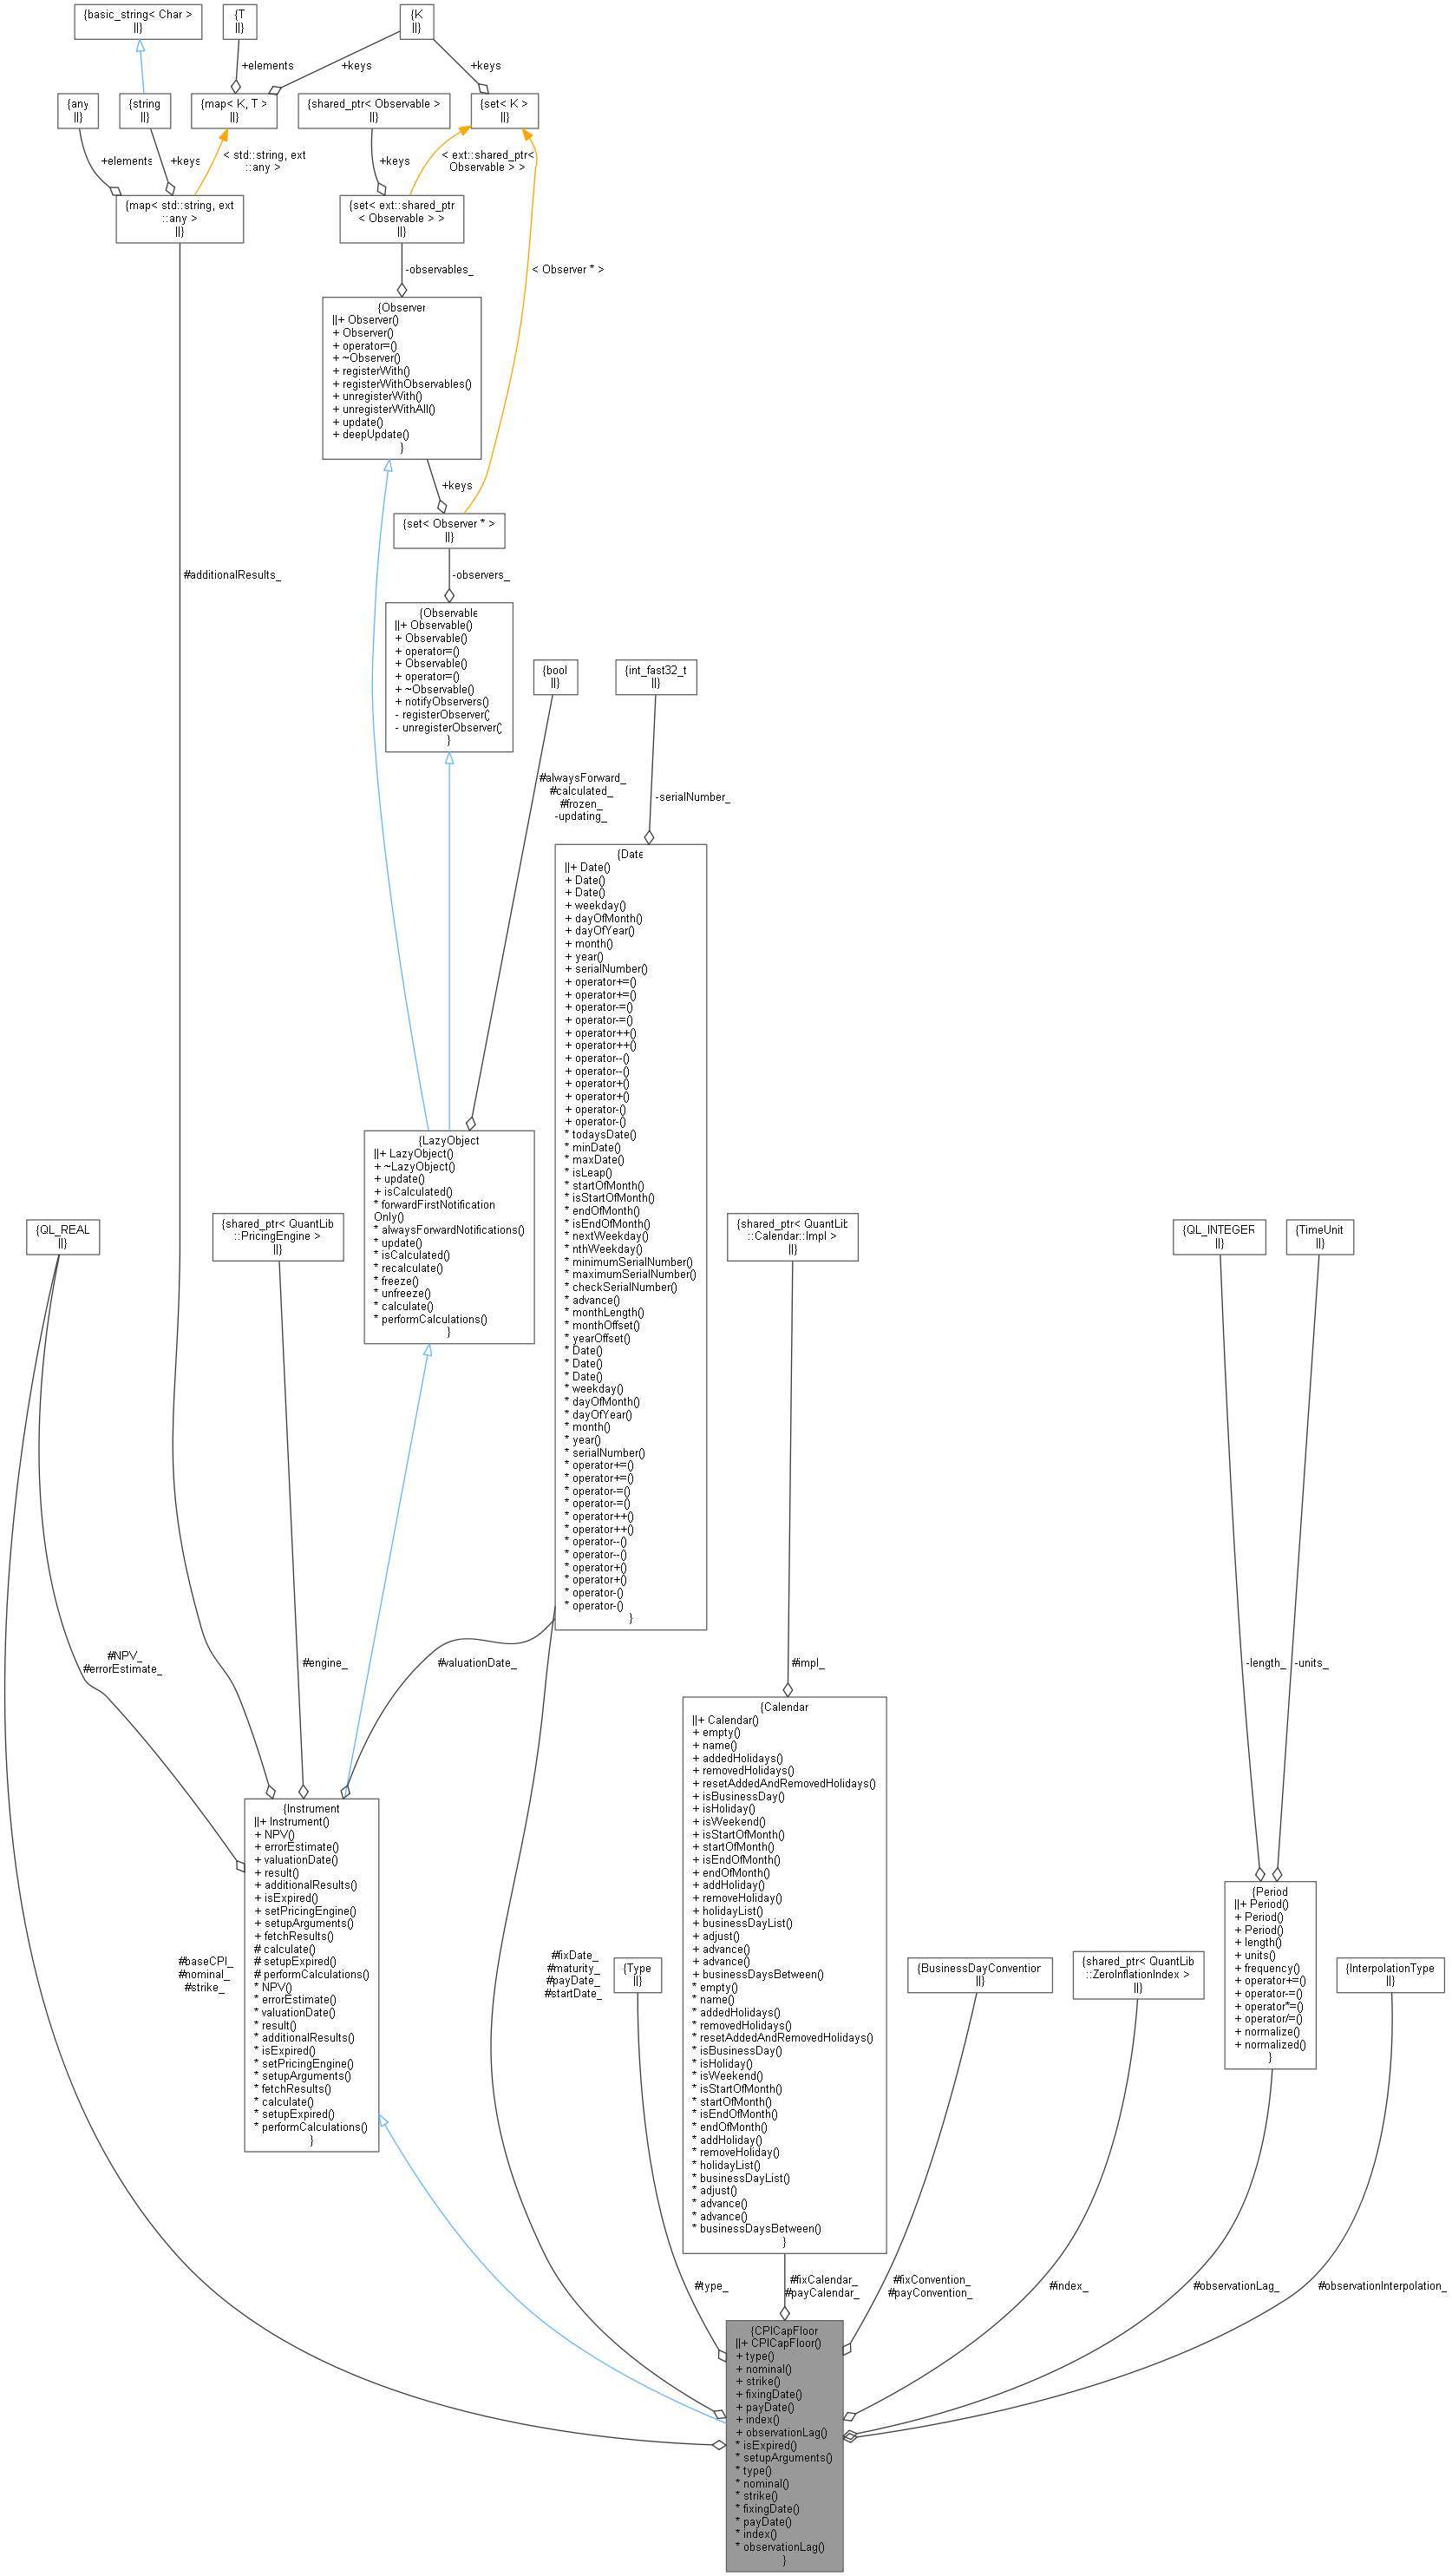 {basic_string< Char >
||}
{T
||}
{K
||}
+elements
+keys
+keys
{any
||}
{string
||}
{map< K, T >
||}
{shared_ptr< Observable >
||}
{set< K >
||}
+elements
+keys
< std::string, ext
::any >
+keys
< ext::shared_ptr<
Observable > >
{map< std::string, ext
::any >
||}
{set< ext::shared_ptr
< Observable > >
||}
-observables_
< Observer * >
{Observer
||+ Observer()
+ Observer()
+ operator=()
+ ~Observer()
+ registerWith()
+ registerWithObservables()
+ unregisterWith()
+ unregisterWithAll()
+ update()
+ deepUpdate()
}
+keys
{set< Observer * >
||}
#additionalResults_
-observers_
{Observable
||+ Observable()
+ Observable()
+ operator=()
+ Observable()
+ operator=()
+ ~Observable()
+ notifyObservers()
- registerObserver()
- unregisterObserver()
}
{bool
||}
{int_fast32_t
||}
#alwaysForward_
#calculated_
#frozen_
-updating_
-serialNumber_
{Date
||+ Date()
+ Date()
+ Date()
+ weekday()
+ dayOfMonth()
+ dayOfYear()
+ month()
+ year()
+ serialNumber()
+ operator+=()
+ operator+=()
+ operator-=()
+ operator-=()
+ operator++()
+ operator++()
+ operator--()
+ operator--()
+ operator+()
+ operator+()
+ operator-()
+ operator-()
* todaysDate()
* minDate()
* maxDate()
* isLeap()
* startOfMonth()
* isStartOfMonth()
* endOfMonth()
* isEndOfMonth()
* nextWeekday()
* nthWeekday()
* minimumSerialNumber()
* maximumSerialNumber()
* checkSerialNumber()
* advance()
* monthLength()
* monthOffset()
* yearOffset()
* Date()
* Date()
* Date()
* weekday()
* dayOfMonth()
* dayOfYear()
* month()
* year()
* serialNumber()
* operator+=()
* operator+=()
* operator-=()
* operator-=()
* operator++()
* operator++()
* operator--()
* operator--()
* operator+()
* operator+()
* operator-()
* operator-()
}
{LazyObject
||+ LazyObject()
+ ~LazyObject()
+ update()
+ isCalculated()
* forwardFirstNotification
Only()
* alwaysForwardNotifications()
* update()
* isCalculated()
* recalculate()
* freeze()
* unfreeze()
* calculate()
* performCalculations()
}
{QL_REAL
||}
{shared_ptr< QuantLib
::PricingEngine >
||}
{shared_ptr< QuantLib
::Calendar::Impl >
||}
{QL_INTEGER
||}
{TimeUnit
||}
#NPV_
#errorEstimate_
#engine_
#valuationDate_
#impl_
-length_
-units_
{Instrument
||+ Instrument()
+ NPV()
+ errorEstimate()
+ valuationDate()
+ result()
+ additionalResults()
+ isExpired()
+ setPricingEngine()
+ setupArguments()
+ fetchResults()
# calculate()
# setupExpired()
# performCalculations()
* NPV()
* errorEstimate()
* valuationDate()
* result()
* additionalResults()
* isExpired()
* setPricingEngine()
* setupArguments()
* fetchResults()
* calculate()
* setupExpired()
* performCalculations()
}
{Calendar
||+ Calendar()
+ empty()
+ name()
+ addedHolidays()
+ removedHolidays()
+ resetAddedAndRemovedHolidays()
+ isBusinessDay()
+ isHoliday()
+ isWeekend()
+ isStartOfMonth()
+ startOfMonth()
+ isEndOfMonth()
+ endOfMonth()
+ addHoliday()
+ removeHoliday()
+ holidayList()
+ businessDayList()
+ adjust()
+ advance()
+ advance()
+ businessDaysBetween()
* empty()
* name()
* addedHolidays()
* removedHolidays()
* resetAddedAndRemovedHolidays()
* isBusinessDay()
* isHoliday()
* isWeekend()
* isStartOfMonth()
* startOfMonth()
* isEndOfMonth()
* endOfMonth()
* addHoliday()
* removeHoliday()
* holidayList()
* businessDayList()
* adjust()
* advance()
* advance()
* businessDaysBetween()
}
{Period
||+ Period()
+ Period()
+ Period()
+ length()
+ units()
+ frequency()
+ operator+=()
+ operator-=()
+ operator*=()
+ operator/=()
+ normalize()
+ normalized()
}
#baseCPI_
#nominal_
#strike_
#fixDate_
#maturity_
#payDate_
#startDate_
{Type
||}
{BusinessDayConvention
||}
{shared_ptr< QuantLib
::ZeroInflationIndex >
||}
{InterpolationType
||}
#type_
#fixCalendar_
#payCalendar_
#fixConvention_
#payConvention_
#index_
#observationLag_
#observationInterpolation_
{CPICapFloor
||+ CPICapFloor()
+ type()
+ nominal()
+ strike()
+ fixingDate()
+ payDate()
+ index()
+ observationLag()
* isExpired()
* setupArguments()
* type()
* nominal()
* strike()
* fixingDate()
* payDate()
* index()
* observationLag()
}